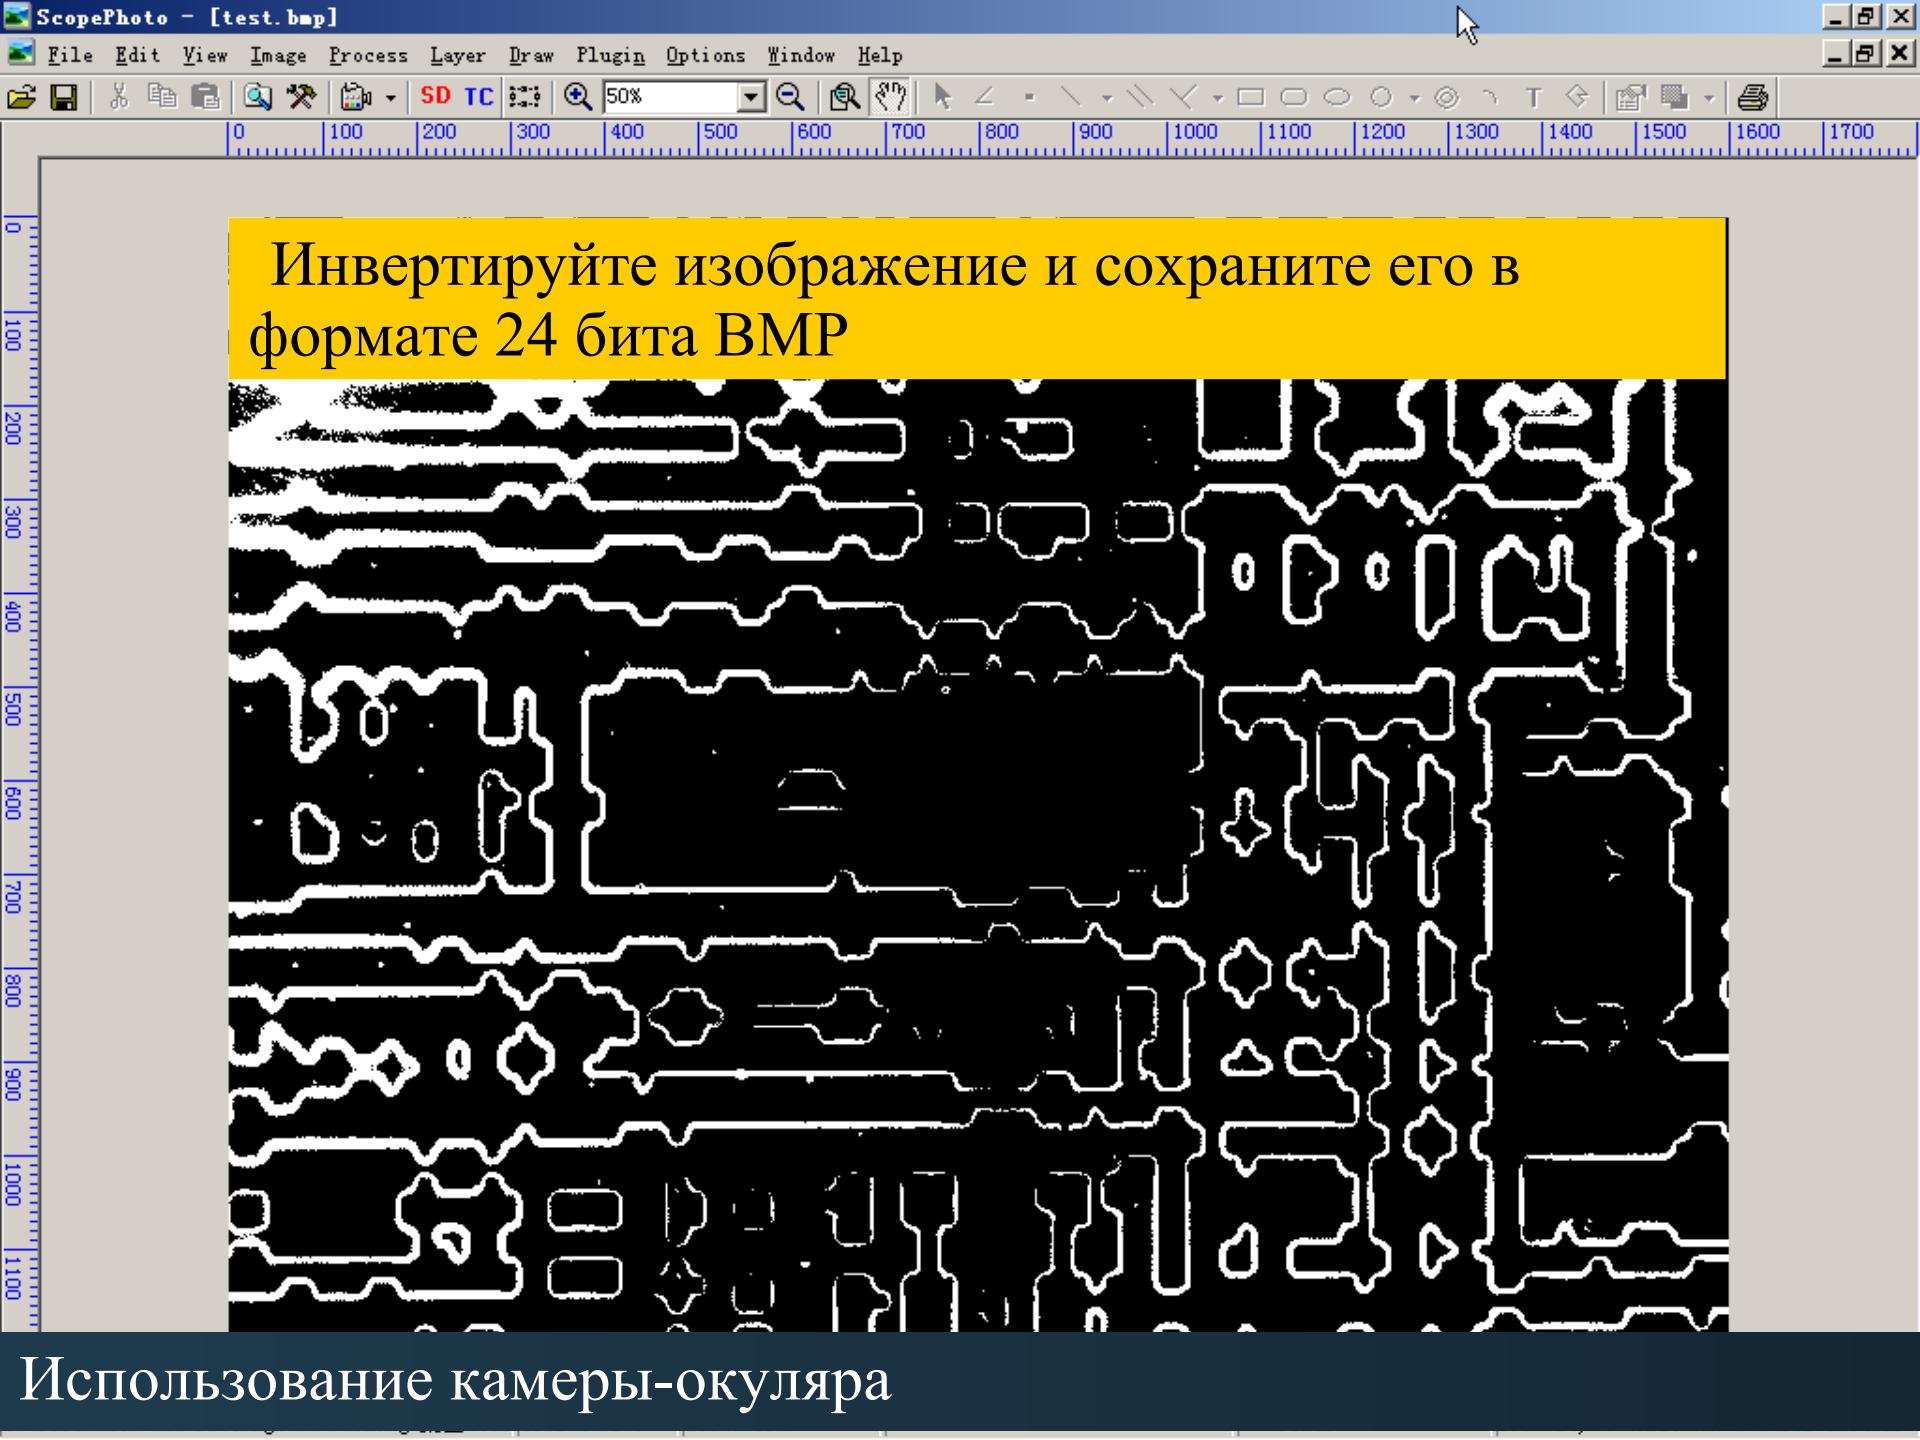 ScopePhoto - [test.bmp]
File Edit View Image Process Layer Draw Plugin Options Window Help
SD TC 50% T
0 100 200 300 400 500 600 700 800 900 1000 1100 1200 1300 1400 1500 1600 1700
0
100
200
300
400
500
600
700
800
900
1000
1100
Инвертируйте изображение и сохраните его в
формате 24 бита BMP
Использование камеры-окуляра